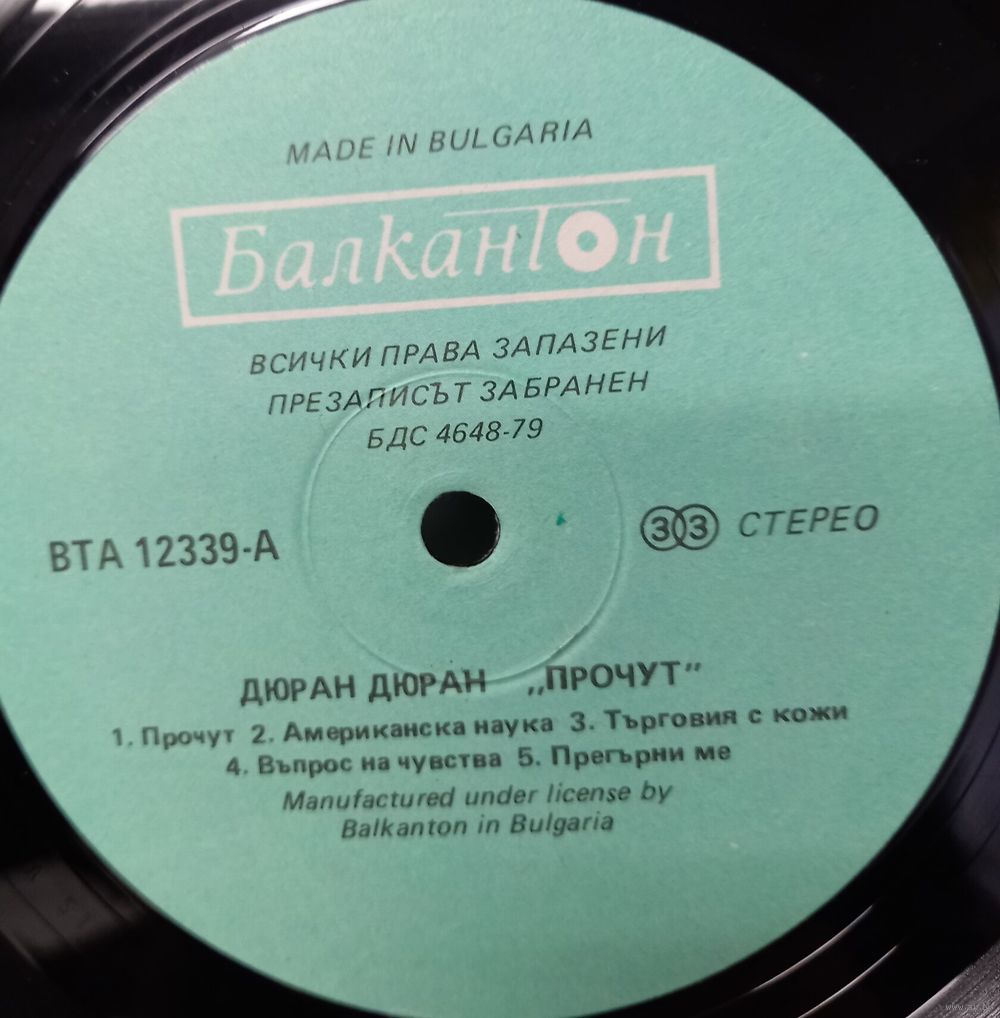 MADE IN BULGARIA
Балкантон
ВСИЧКИ ПРАВА ЗАПАЗЕНИ
ПРЕЗАПИСЪТ ЗАБРАНЕН
БДС 4648-79
ВТА 12339-А
33 СТЕРЕО
ДЮРАН ДЮРАН „ПРОЧУТ”
1. Прочут 2. Американска наука 3. Търговия с кожи
4. Въпрос на чувства 5. Прегърни ме
Manufactured under license by
Balkanton in Bulgaria